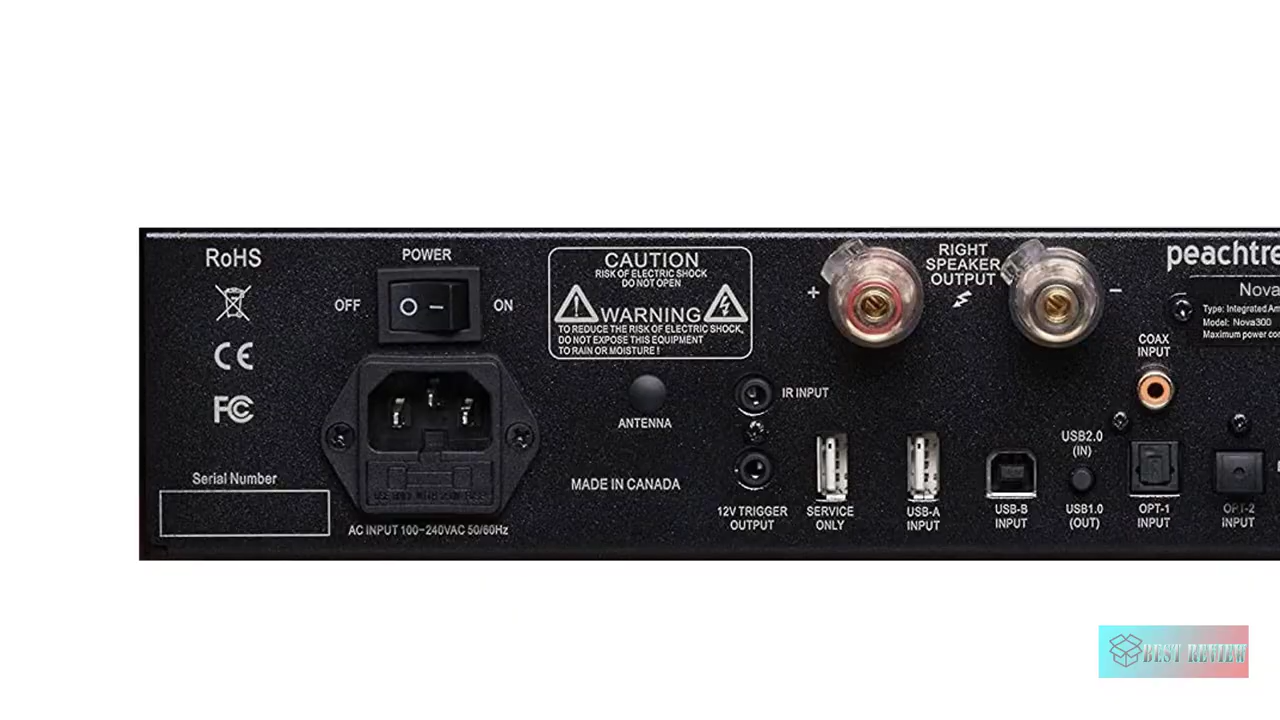 RoHS
CE
FC
Serial Number
POWER
OFF
ON
AC INPUT 100~240VAC 50/60Hz
CAUTION
RISK OF ELECTRIC SHOCK
DO NOT OPEN
WARNING
TO REDUCE THE RISK OF ELECTRIC SHOCK,
DO NOT EXPOSE THIS EQUIPMENT
TO RAIN OR MOISTURE !
ANTENNA
MADE IN CANADA
IR INPUT
12V TRIGGER
OUTPUT
+
RIGHT
SPEAKER
OUTPUT
−
SERVICE
ONLY
USB-A
INPUT
USB-B
INPUT
USB2.0
(IN)
USB1.0
(OUT)
COAX
INPUT
OPT-1
INPUT
OPT-2
INPUT
peachtre
Nova
Type: Integrated Am
Model: Nova300
Maximum power co
BEST REVIEW